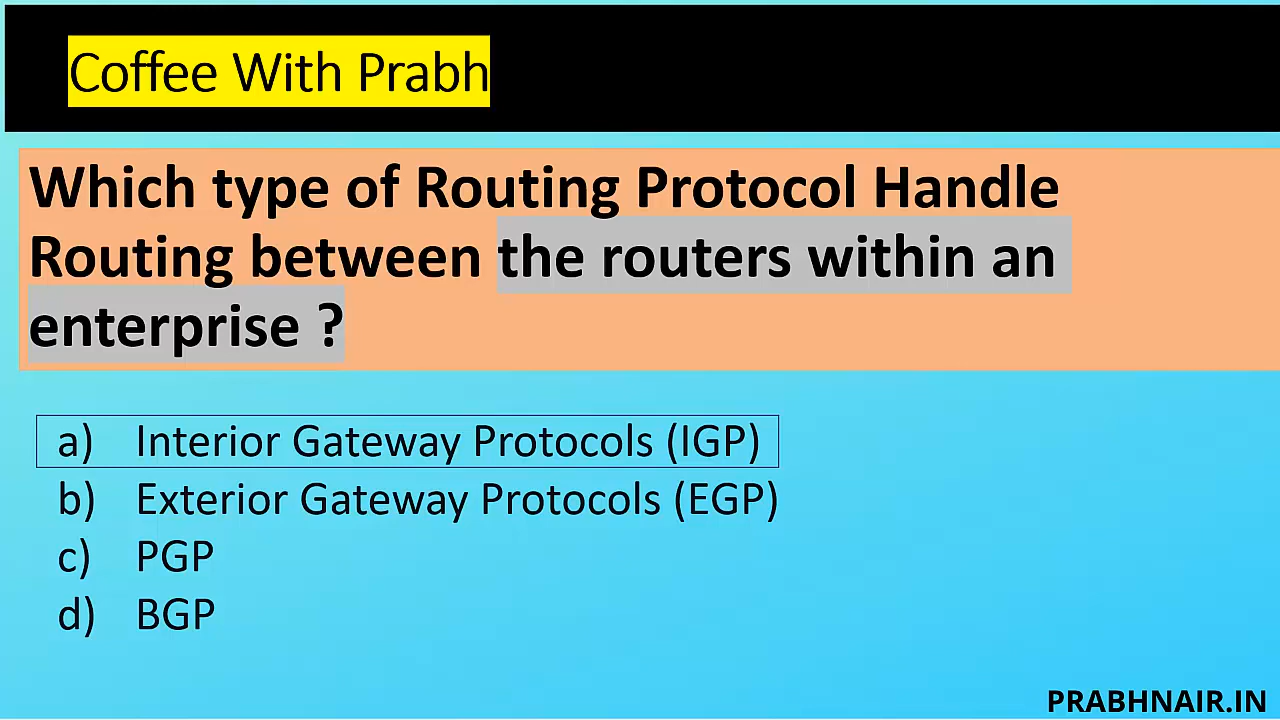 Coffee With Prabh
Which type of Routing Protocol Handle
Routing between the routers within an
enterprise ?
a) Interior Gateway Protocols (IGP)
b) Exterior Gateway Protocols (EGP)
c) PGP
d) BGP
PRABHNAIR.IN